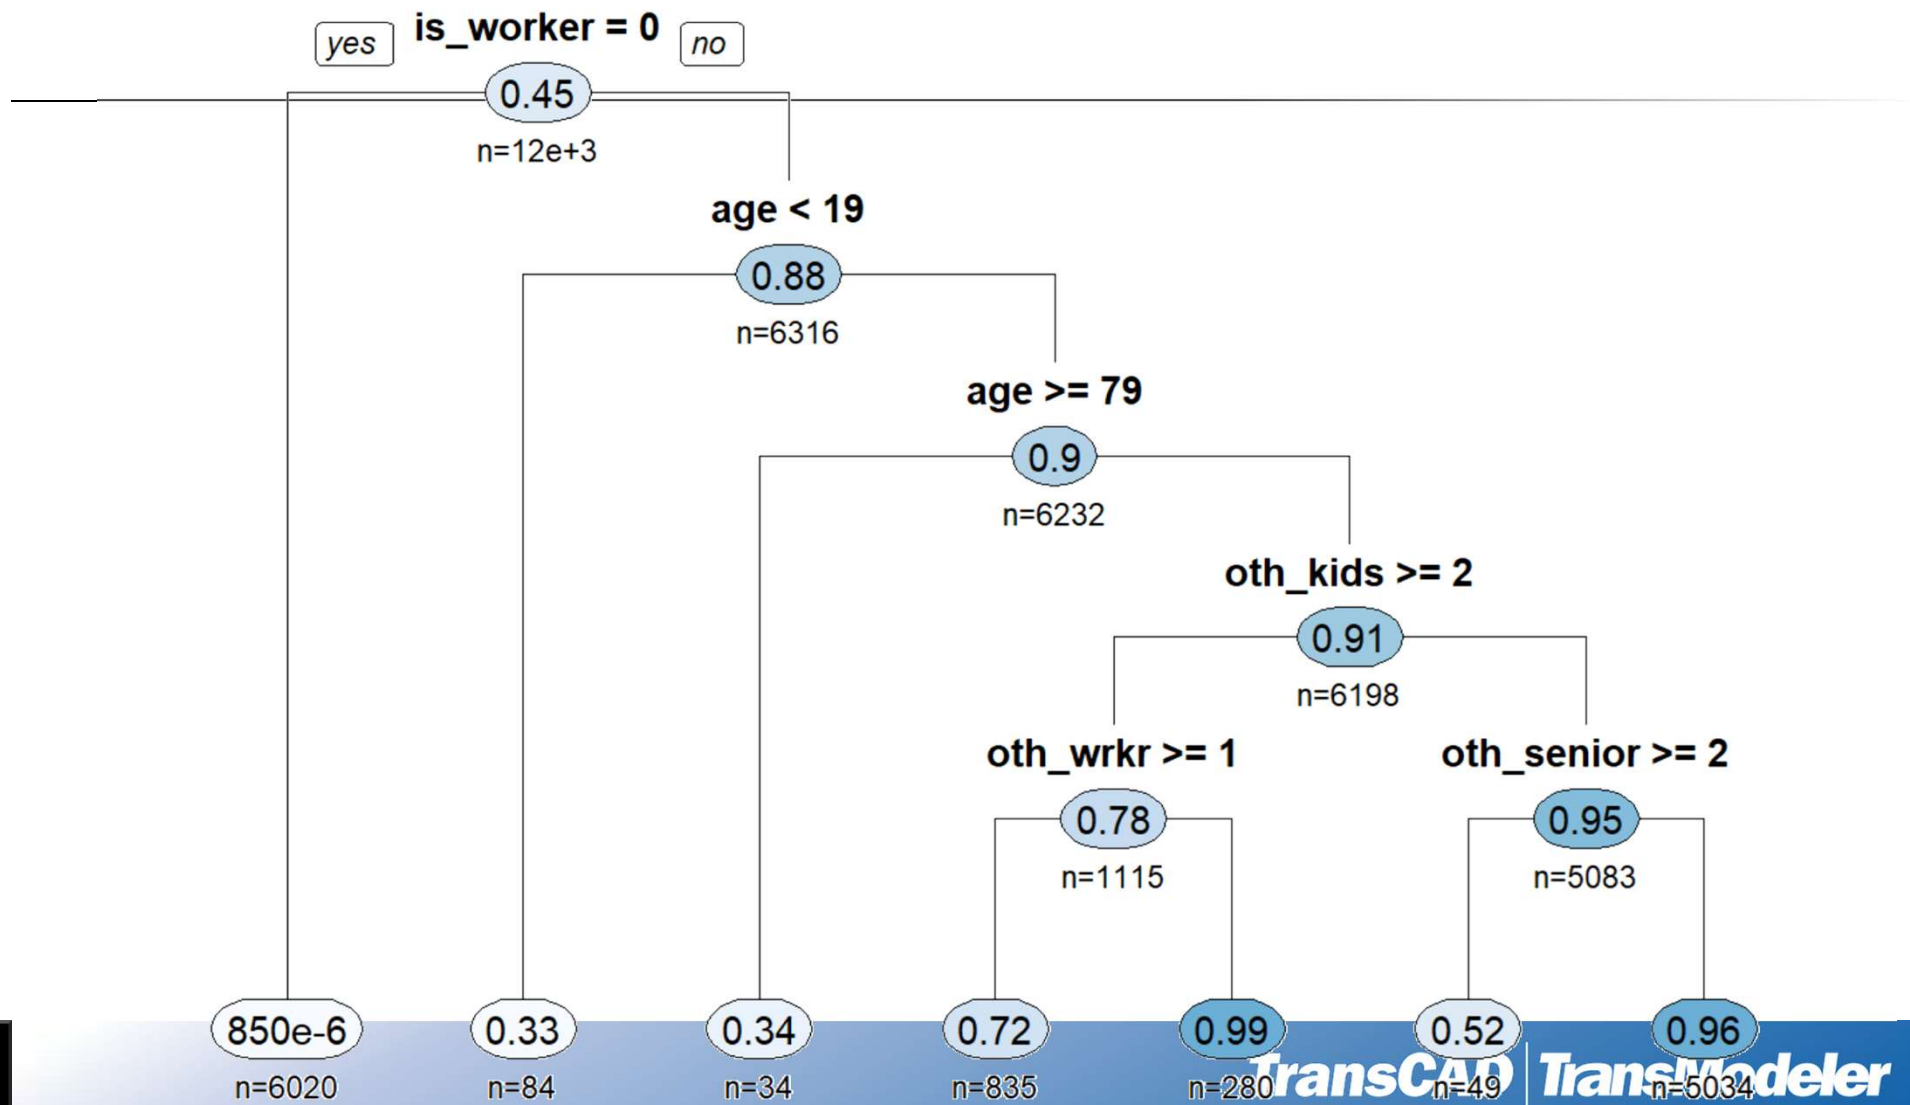 is_worker = 0
yes
no
0.45
n=12e+3
age < 19
0.88
n=6316
age >= 79
0.9
n=6232
oth_kids >= 2
0.91
n=6198
oth_wrkr >= 1
oth_senior >= 2
0.78
0.95
n=1115
n=5083
850e-6
0.33
0.34
0.72
0.99
0.52
0.96
n=6020
n=84
n=34
n=835
n=280
n=49
n=5034
TransCAD
TransModeler